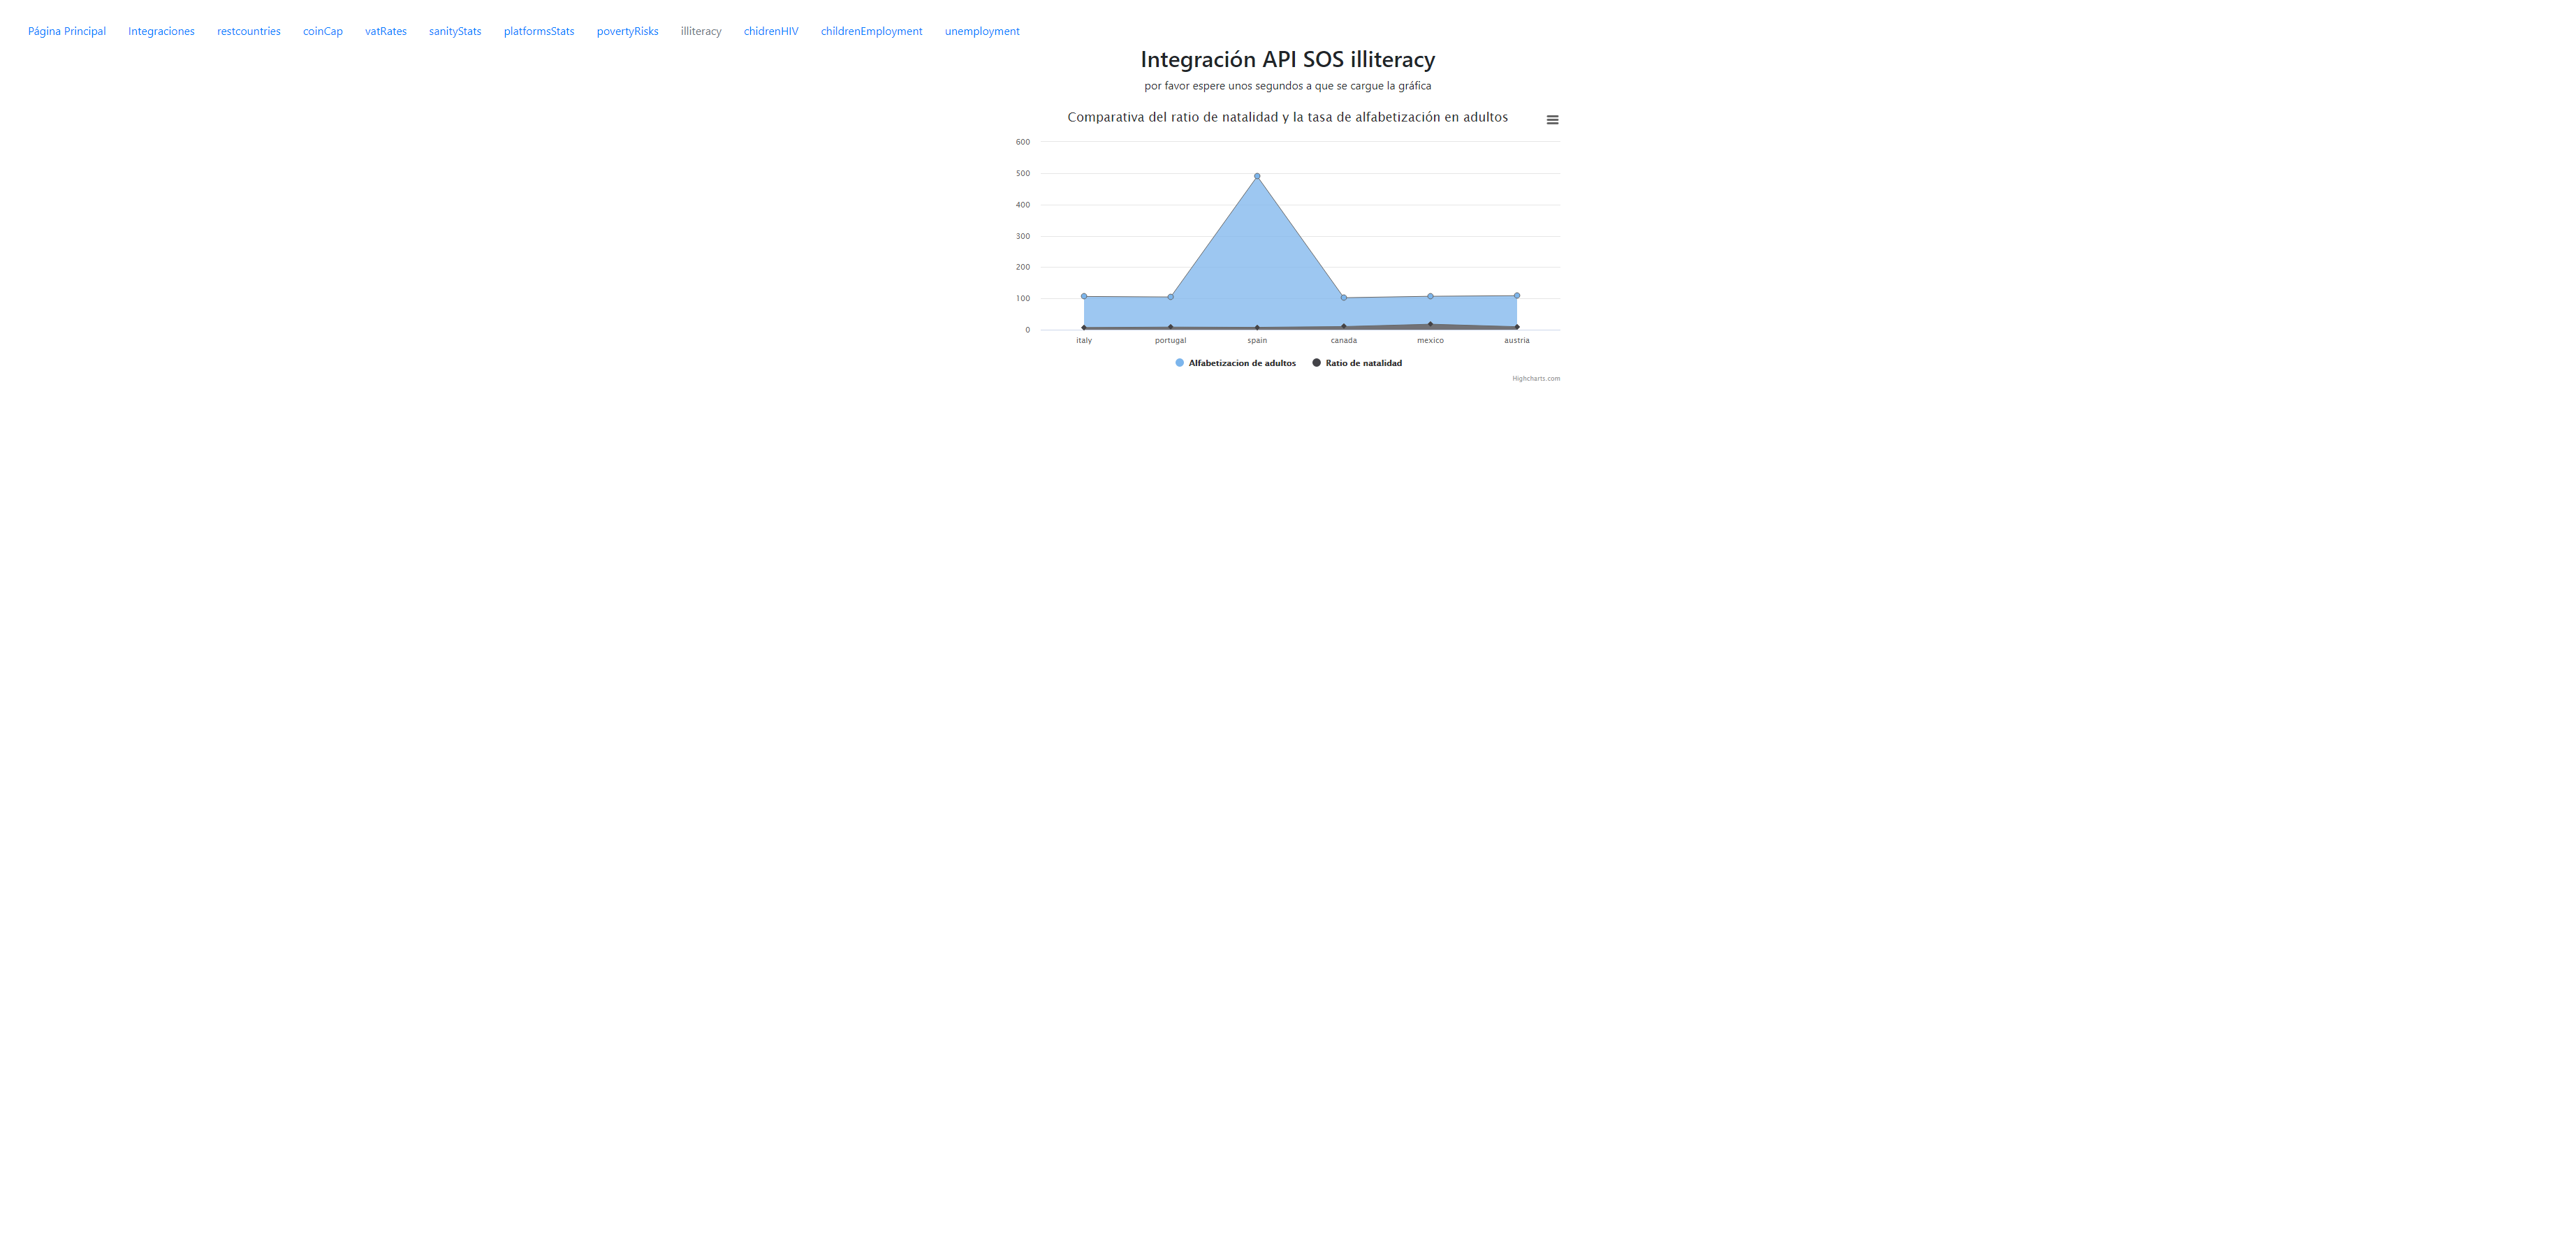 Página Principal Integraciones restcountries coinCap vatRates sanityStats platformsStats povertyRisks illiteracy chidrenHIV childrenEmployment unemployment
Integración API SOS illiteracy
por favor espere unos segundos a que se cargue la gráfica
Comparativa del ratio de natalidad y la tasa de alfabetización en adultos
600
500
400
300
200
100
0
italy portugal spain canada mexico austria
Alfabetizacion de adultos Ratio de natalidad
Highcharts.com